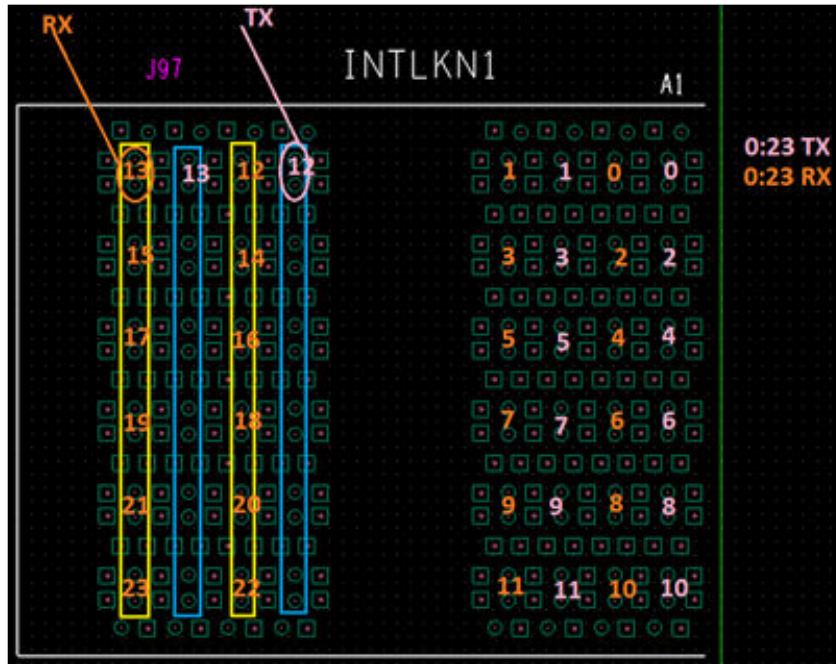 RX TX
J97 INTLKN1
A1
0:23 TX
0:23 RX
13 13 12 12 1 1 0 0
15 14 3 3 2 2
17 16 5 5 4 4
19 18 7 7 6 6
21 20 9 9 8 8
23 22 11 11 10 10